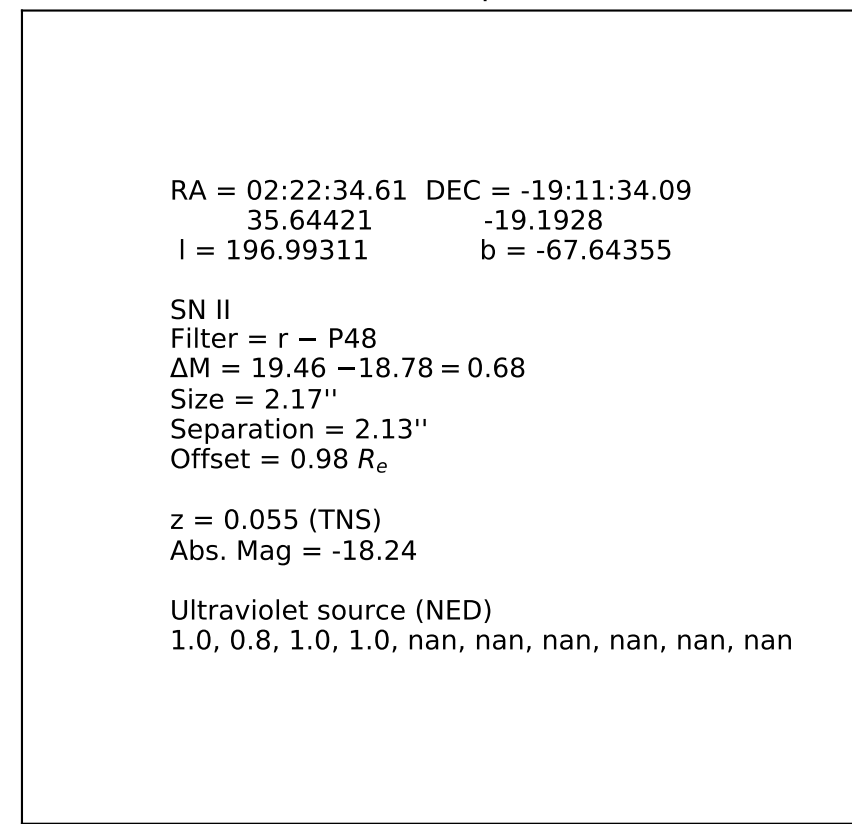 RA = 02:22:34.61  DEC = -19:11:34.09
35.64421  -19.1928
l = 196.99311  b = -67.64355
SN II
Filter = r − P48
ΔM = 19.46 −18.78 = 0.68
Size = 2.17''
Separation = 2.13''
Offset = 0.98 Rₑ
z = 0.055 (TNS)
Abs. Mag = -18.24
Ultraviolet source (NED)
1.0, 0.8, 1.0, 1.0, nan, nan, nan, nan, nan, nan